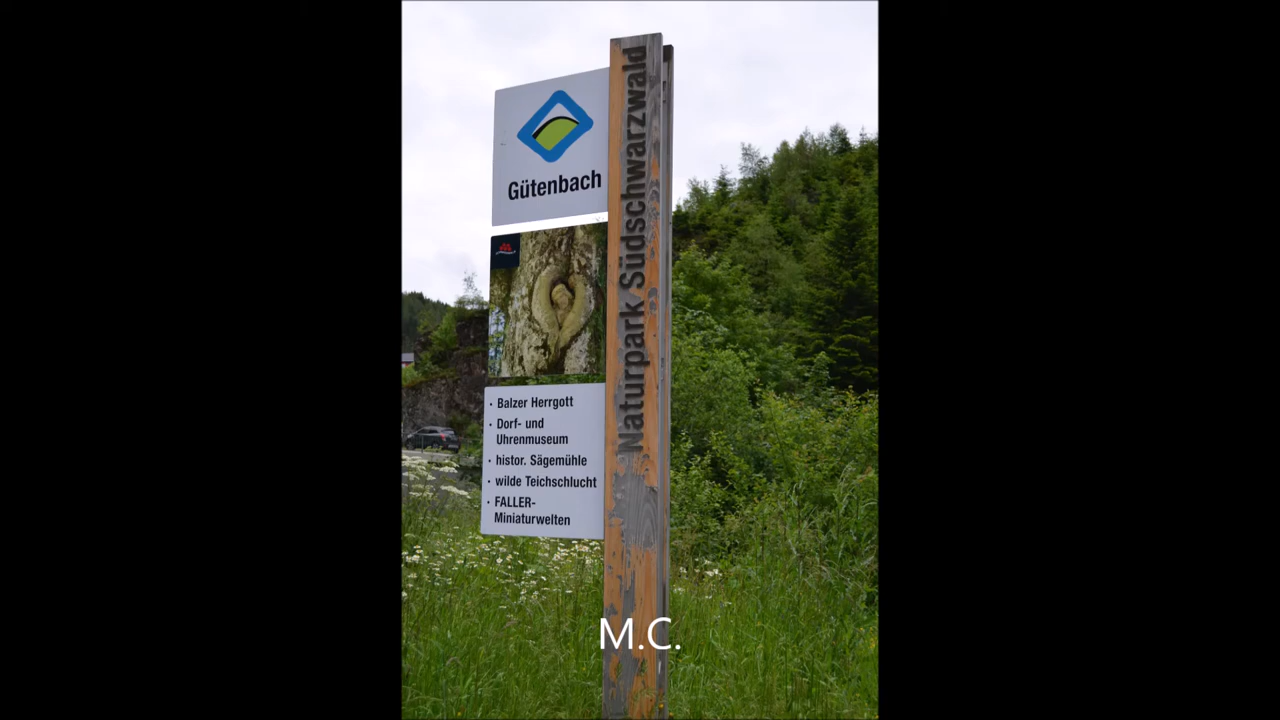 Gütenbach
Naturpark Südschwarzwald
· Balzer Herrgott
· Dorf- und
Uhrenmuseum
· histor. Sägemühle
· wilde Teichschlucht
· FALLER-
Miniaturwelten
M.C.